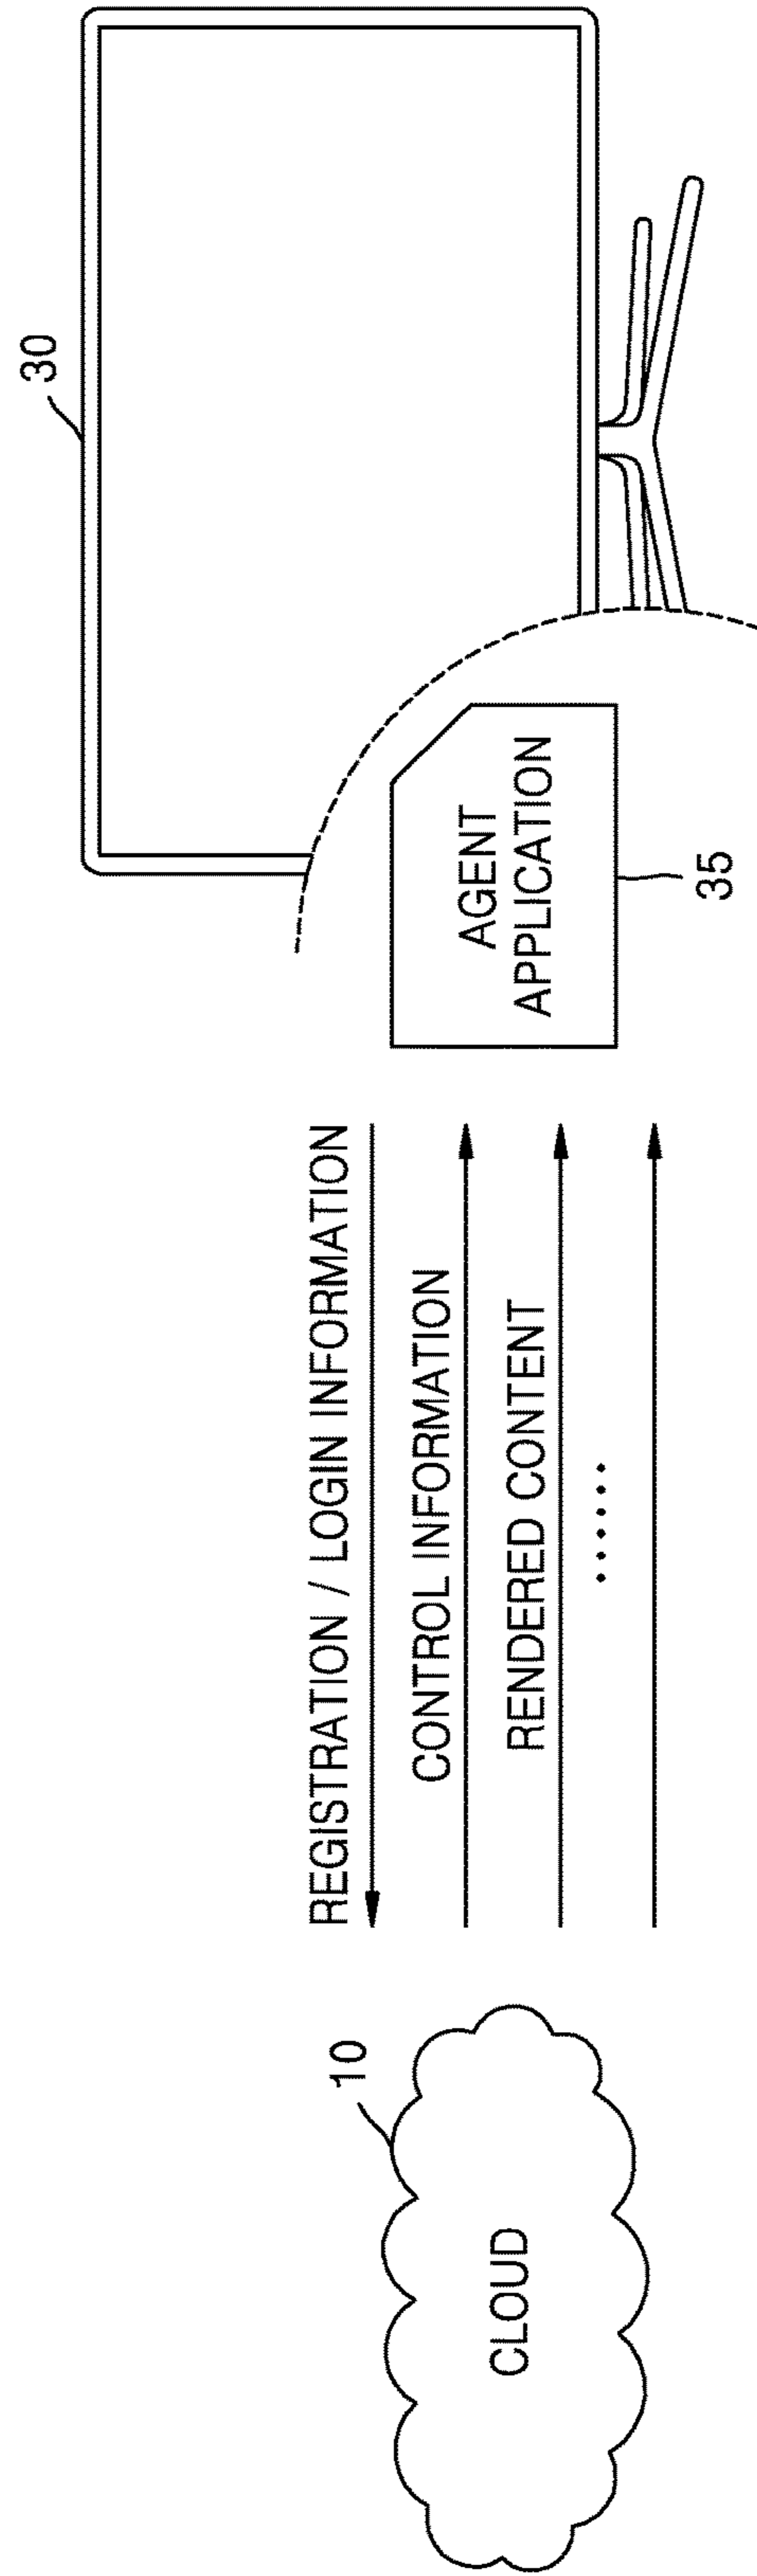 30
REGISTRATION / LOGIN INFORMATION
10
CONTROL INFORMATION
AGENT
APPLICATION
CLOUD
RENDERED CONTENT
......
35